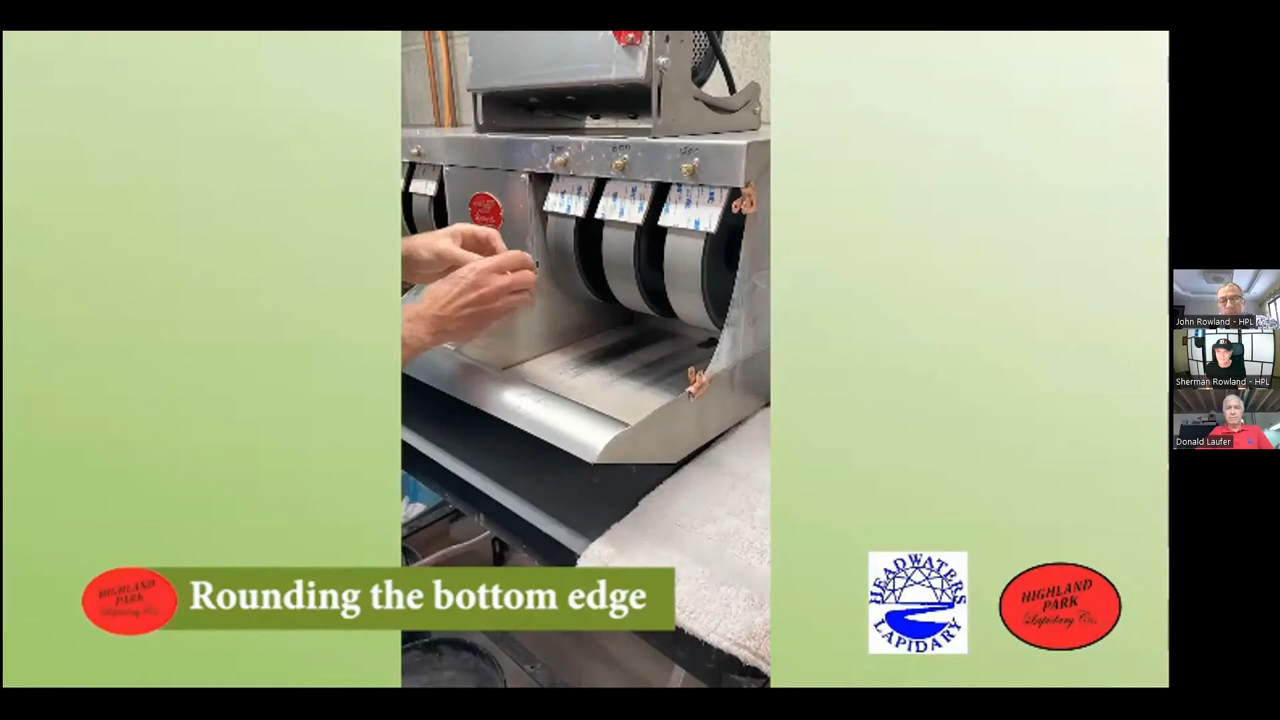 600
HIGHLAND
PARK
Lapidary Co.
Rounding the bottom edge
HEADWATERS
LAPIDARY
HIGHLAND
PARK
Lapidary Co.
John Rowland - HPL
Sherman Rowland - HPL
Donald Laufer